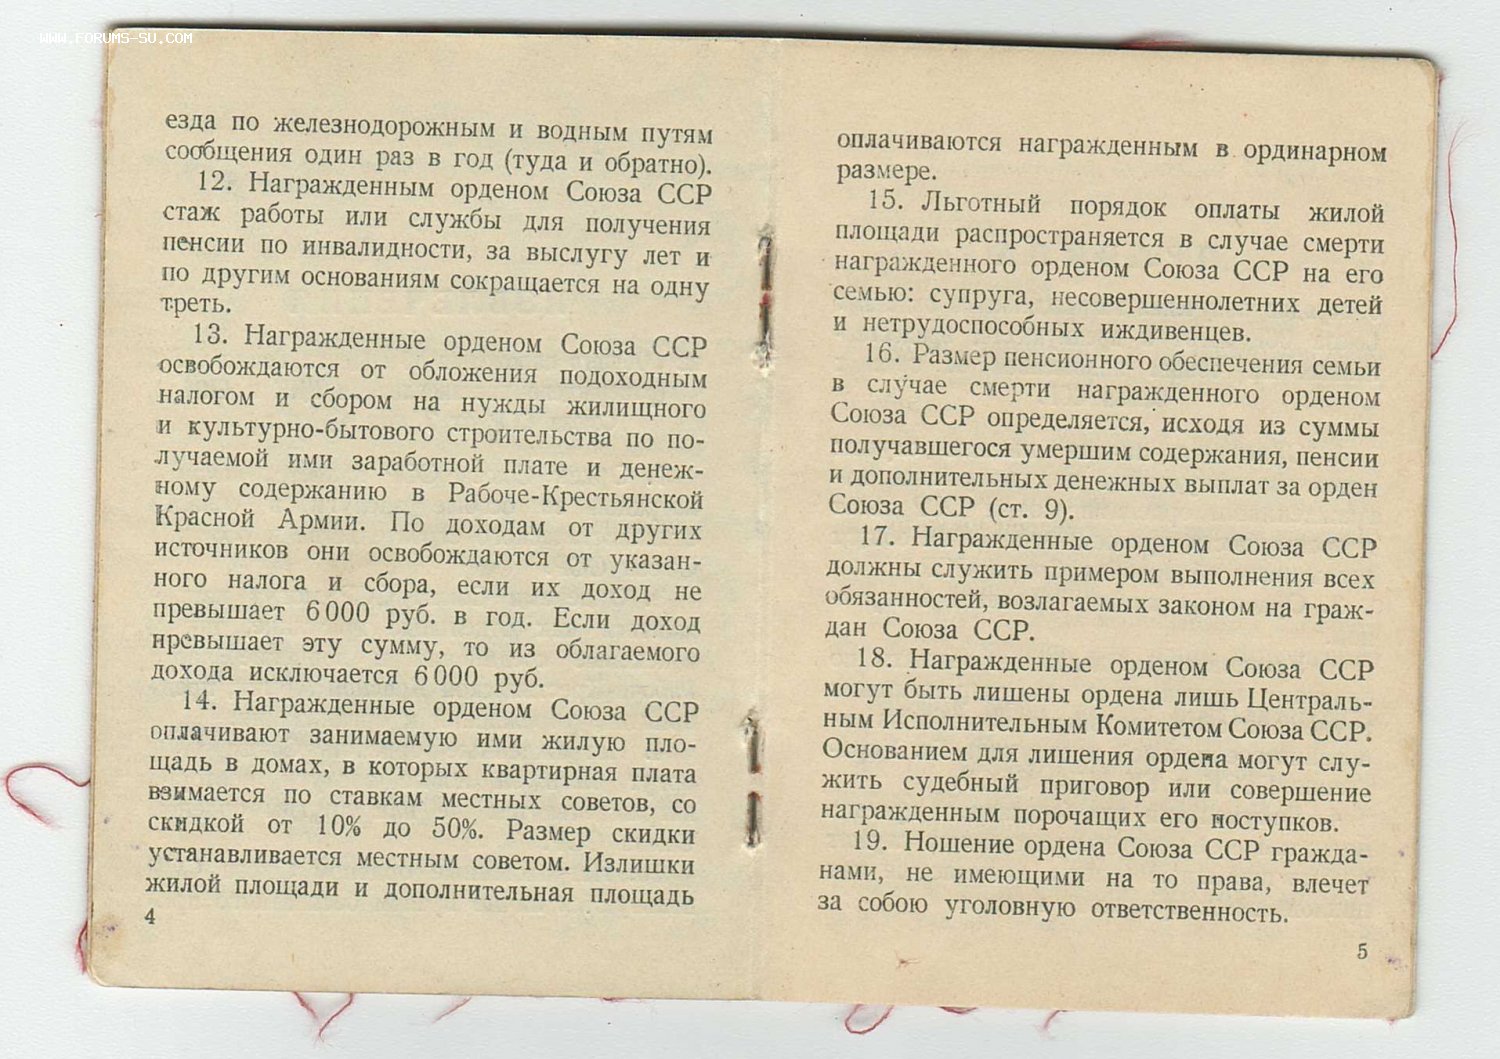 WWW.FORUMS-SU.COM
езда по железнодорожным и водным путям
сообщения один раз в год (туда и обратно).
12. Награжденным орденом Союза ССР
стаж работы или службы для получения
пенсии по инвалидности, за выслугу лет и
по другим основаниям сокращается на одну
треть.
13. Награжденные орденом Союза ССР
освобождаются от обложения подоходным
налогом и сбором на нужды жилищного
и культурно-бытового строительства по по-
лучаемой ими заработной плате и денеж-
ному содержанию в Рабоче-Крестьянской
Красной Армии. По доходам от других
источников они освобождаются от указан-
ного налога и сбора, если их доход не
превышает 6 000 руб. в год. Если доход
превышает эту сумму, то из облагаемого
дохода исключается 6 000 руб.
14. Награжденные орденом Союза ССР
оплачивают занимаемую ими жилую пло-
щадь в домах, в которых квартирная плата
взимается по ставкам местных советов, со
скидкой от 10% до 50%. Размер скидки
устанавливается местным советом. Излишки
жилой площади и дополнительная площадь
4
оплачиваются награжденным в ординарном
размере.
15. Льготный порядок оплаты жилой
площади распространяется в случае смерти
награжденного орденом Союза ССР на его
семью: супруга, несовершеннолетних детей
и нетрудоспособных иждивенцев.
16. Размер пенсионного обеспечения семьи
в случае смерти награжденного орденом
Союза ССР определяется, исходя из суммы
получавшегося умершим содержания, пенсии
и дополнительных денежных выплат за орден
Союза ССР (ст. 9).
17. Награжденные орденом Союза ССР
должны служить примером выполнения всех
обязанностей, возлагаемых законом на граж-
дан Союза ССР.
18. Награжденные орденом Союза ССР
могут быть лишены ордена лишь Централь-
ным Исполнительным Комитетом Союза ССР.
Основанием для лишения ордена могут слу-
жить судебный приговор или совершение
награжденным порочащих его поступков.
19. Ношение ордена Союза ССР гражда-
нами, не имеющими на то права, влечет
за собою уголовную ответственность.
5